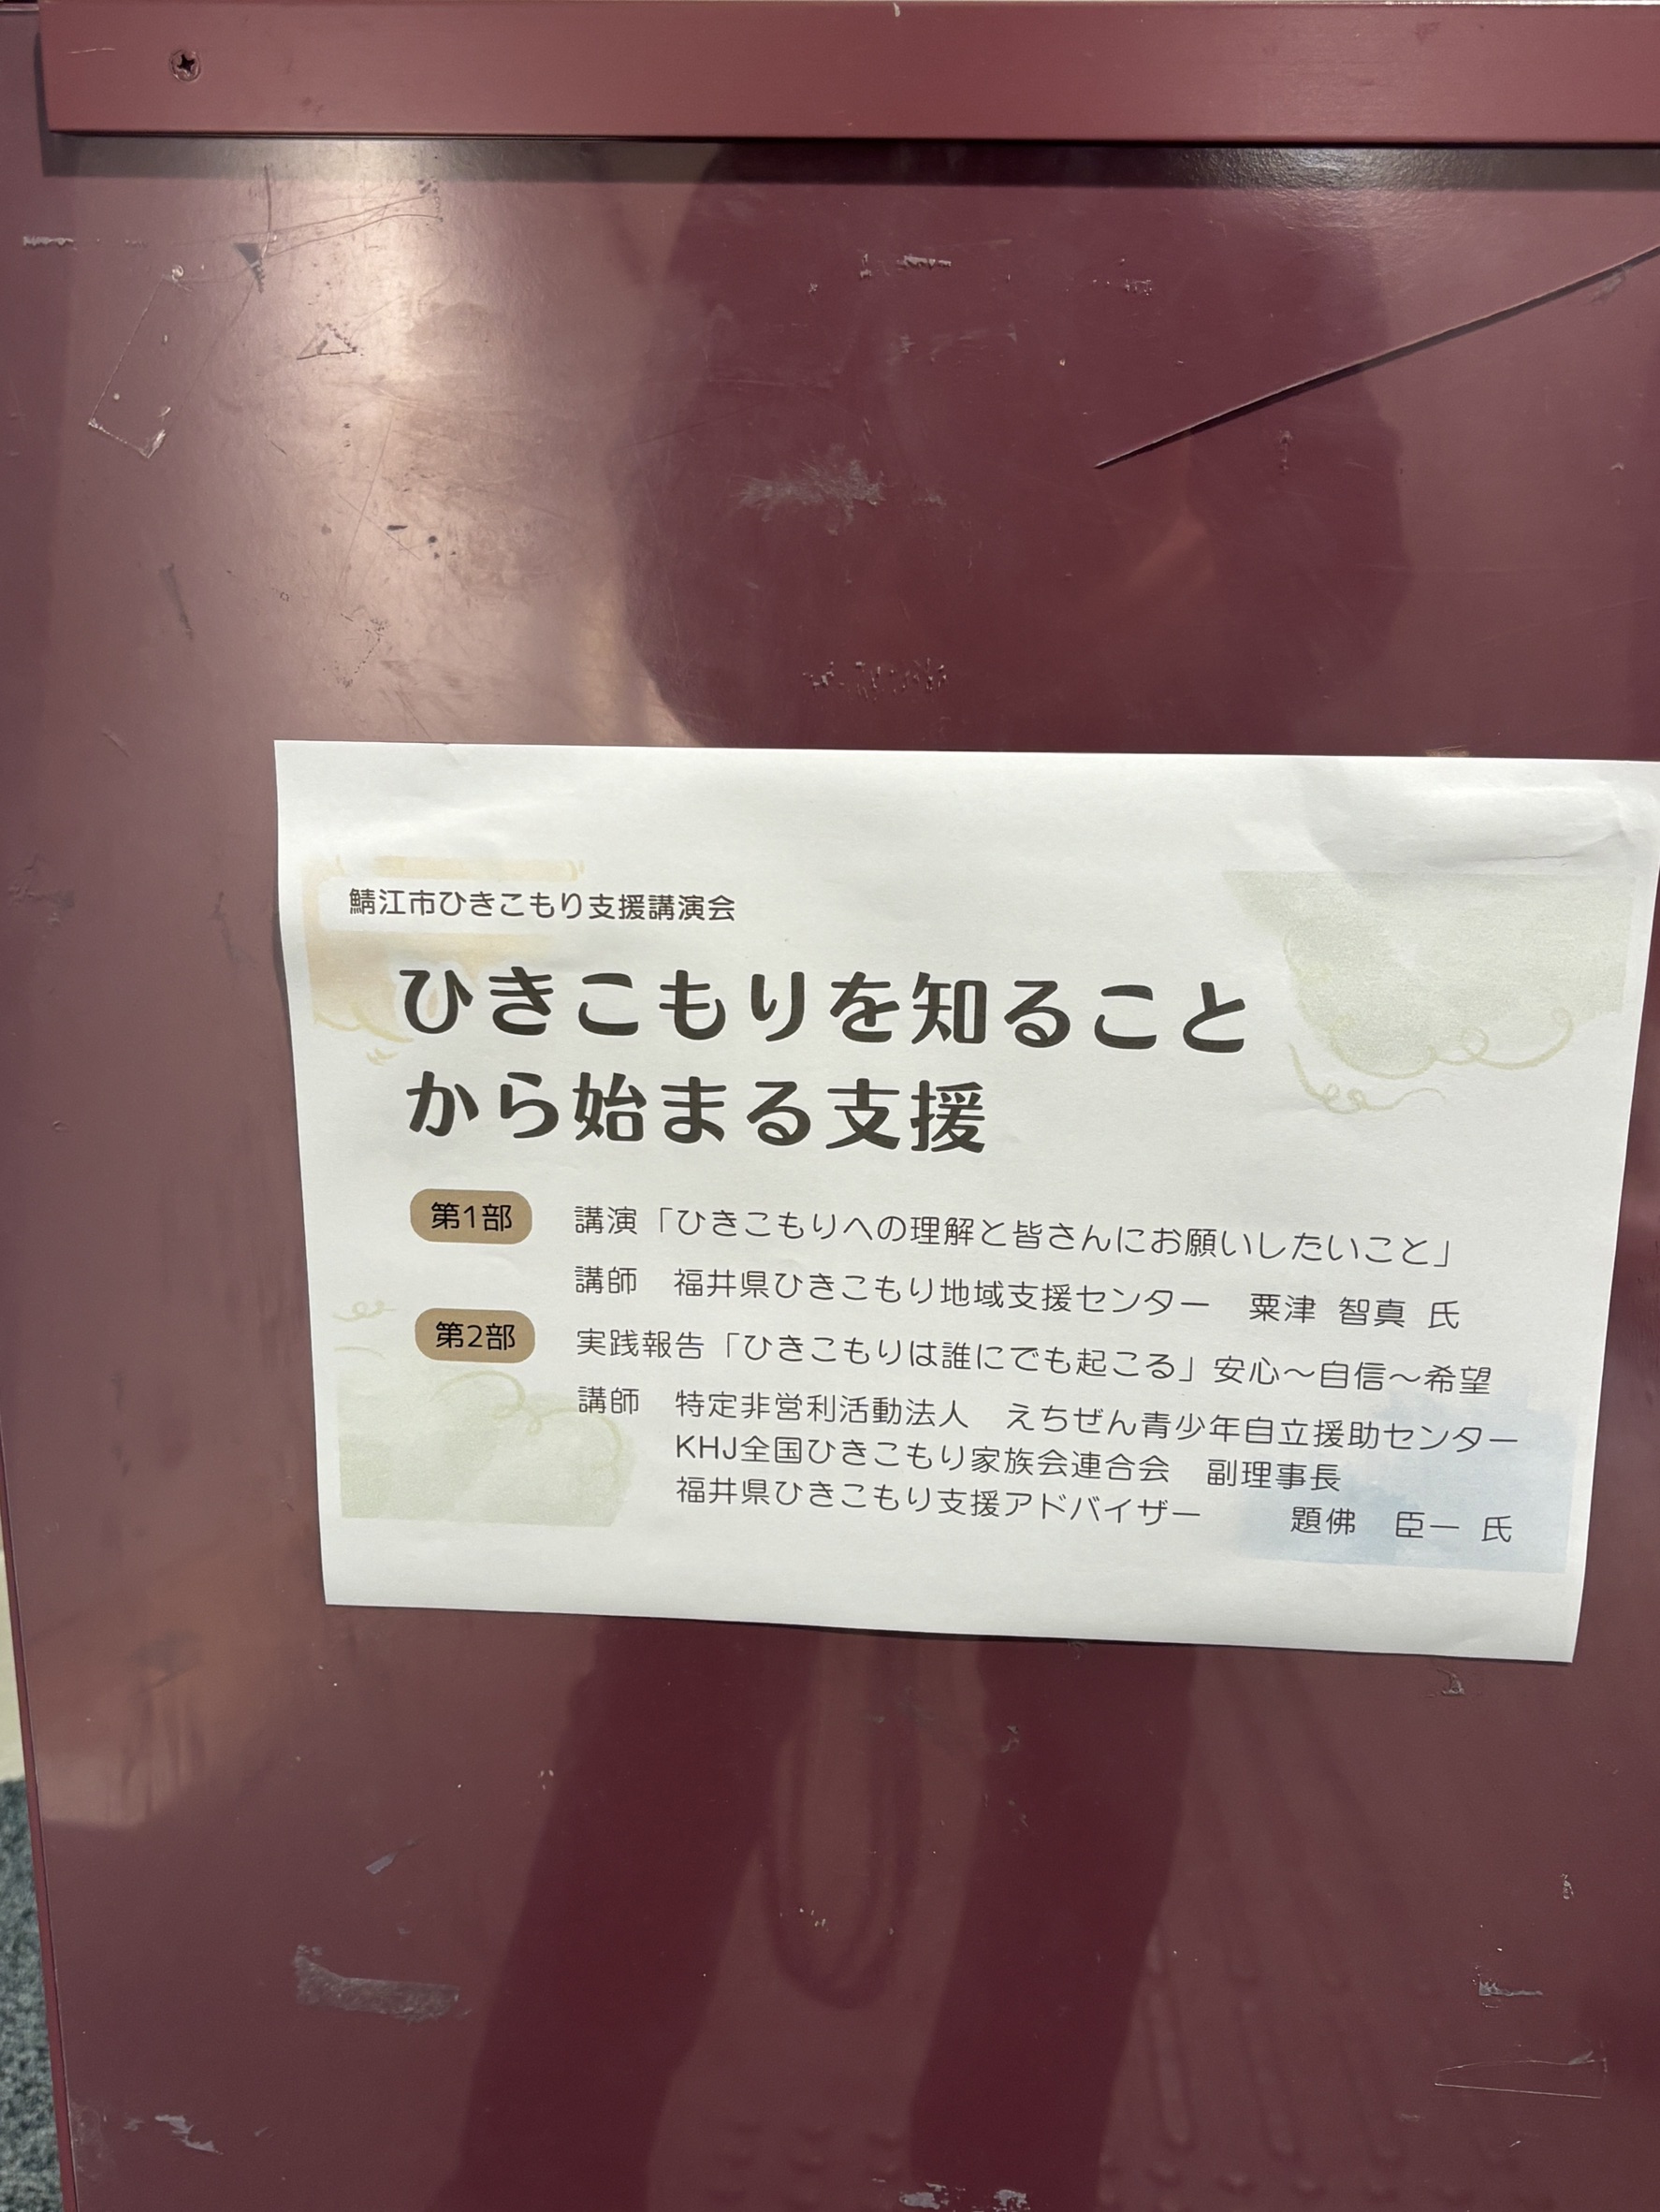 鯖江市ひきこもり支援講演会
ひきこもりを知ること
から始まる支援
第1部 講演「ひきこもりへの理解と皆さんにお願いしたいこと」
講師 福井県ひきこもり地域支援センター 粟津 智真 氏
第2部 実践報告「ひきこもりは誰にでも起こる」安心～自信～希望
講師 特定非営利活動法人 えちぜん青少年自立援助センター
KHJ全国ひきこもり家族会連合会 副理事長
福井県ひきこもり支援アドバイザー 題佛 臣一 氏